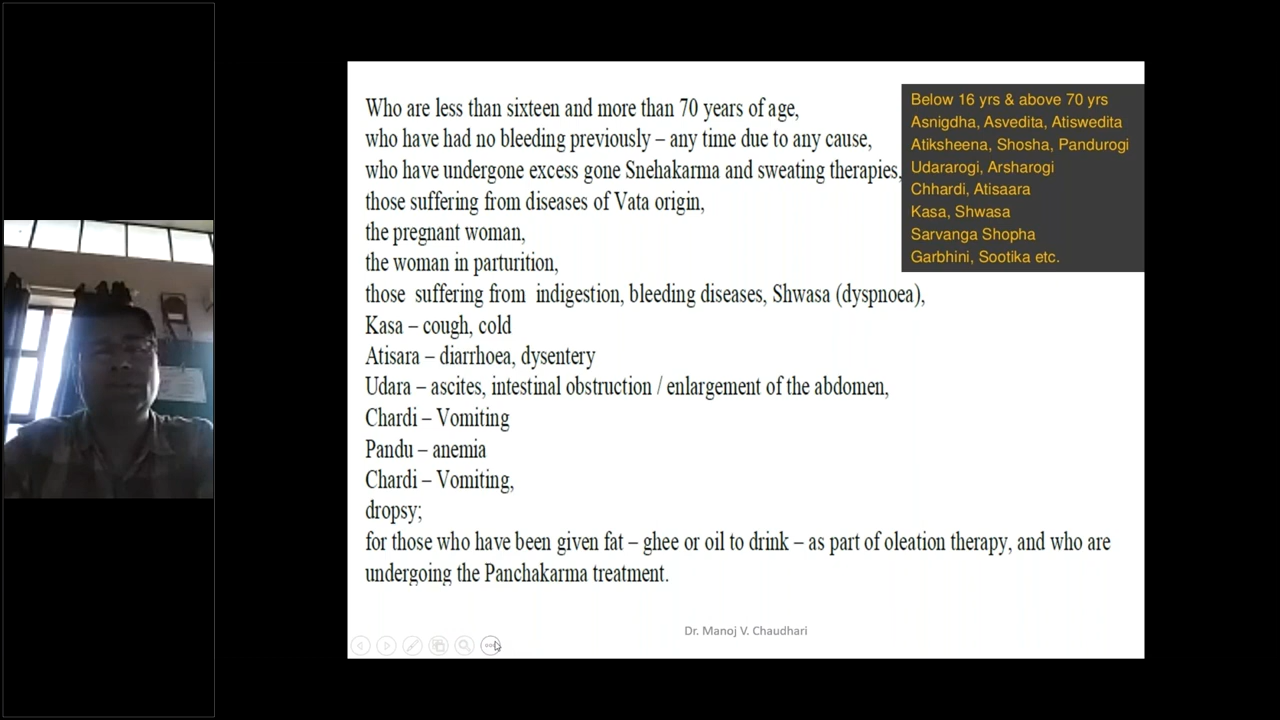 Who are less than sixteen and more than 70 years of age,
who have had no bleeding previously – any time due to any cause,
who have undergone excess gone Snehakarma and sweating therapies,
those suffering from diseases of Vata origin,
the pregnant woman,
the woman in parturition,
those suffering from indigestion, bleeding diseases, Shwasa (dyspnoea),
Kasa – cough, cold
Atisara – diarrhoea, dysentery
Udara – ascites, intestinal obstruction / enlargement of the abdomen,
Chardi – Vomiting
Pandu – anemia
Chardi – Vomiting,
dropsy;
for those who have been given fat – ghee or oil to drink – as part of oleation therapy, and who are
undergoing the Panchakarma treatment.
Below 16 yrs & above 70 yrs
Asnigdha, Asvedita, Atiswedita
Atiksheena, Shosha, Pandurogi
Udararogi, Arsharogi
Chhardi, Atisaara
Kasa, Shwasa
Sarvanga Shopha
Garbhini, Sootika etc.
Dr. Manoj V. Chaudhari